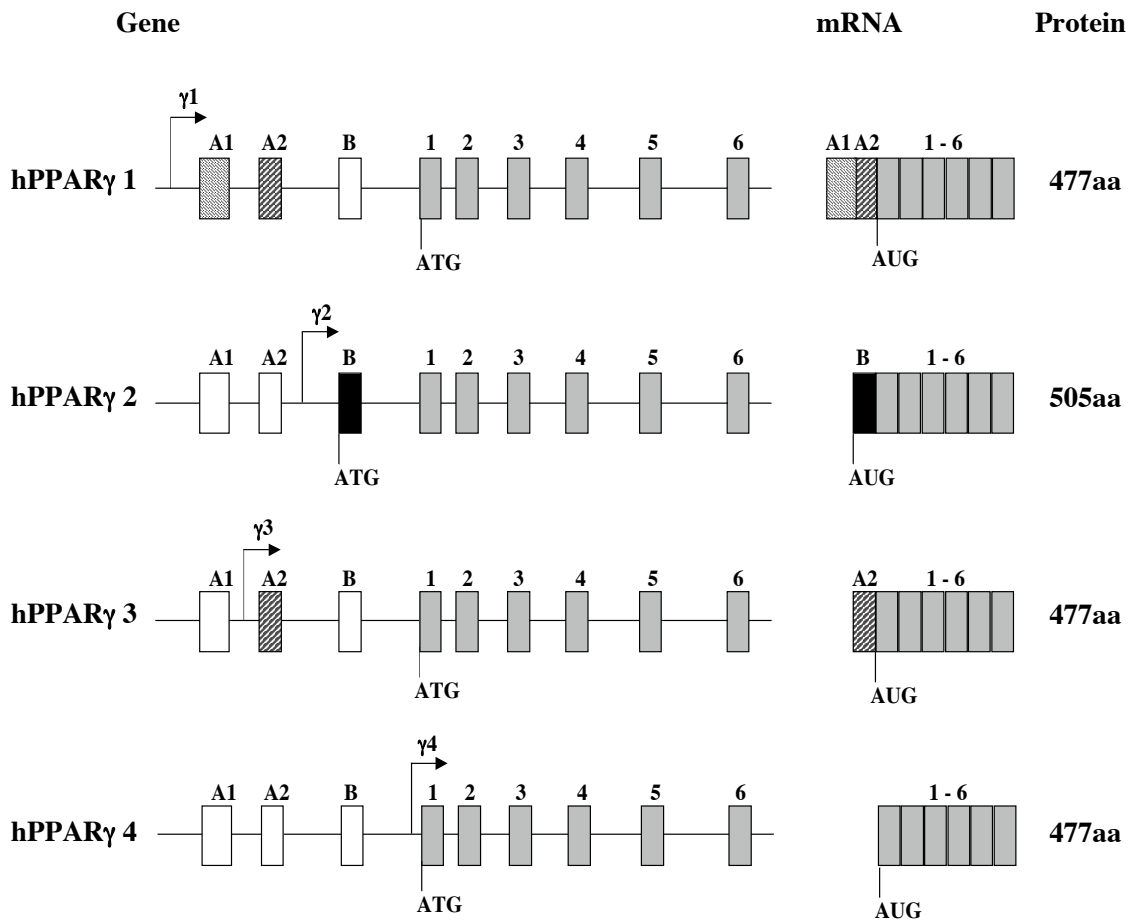 Gene mRNA Protein
γ1
A1 A2 B 1 2 3 4 5 6 A1 A2 1 - 6
hPPARγ 1 477aa
ATG AUG
γ2
A1 A2 B 1 2 3 4 5 6 B 1 - 6
hPPARγ 2 505aa
ATG AUG
γ3
A1 A2 B 1 2 3 4 5 6 A2 1 - 6
hPPARγ 3 477aa
ATG AUG
γ4
A1 A2 B 1 2 3 4 5 6 1 - 6
hPPARγ 4 477aa
ATG AUG